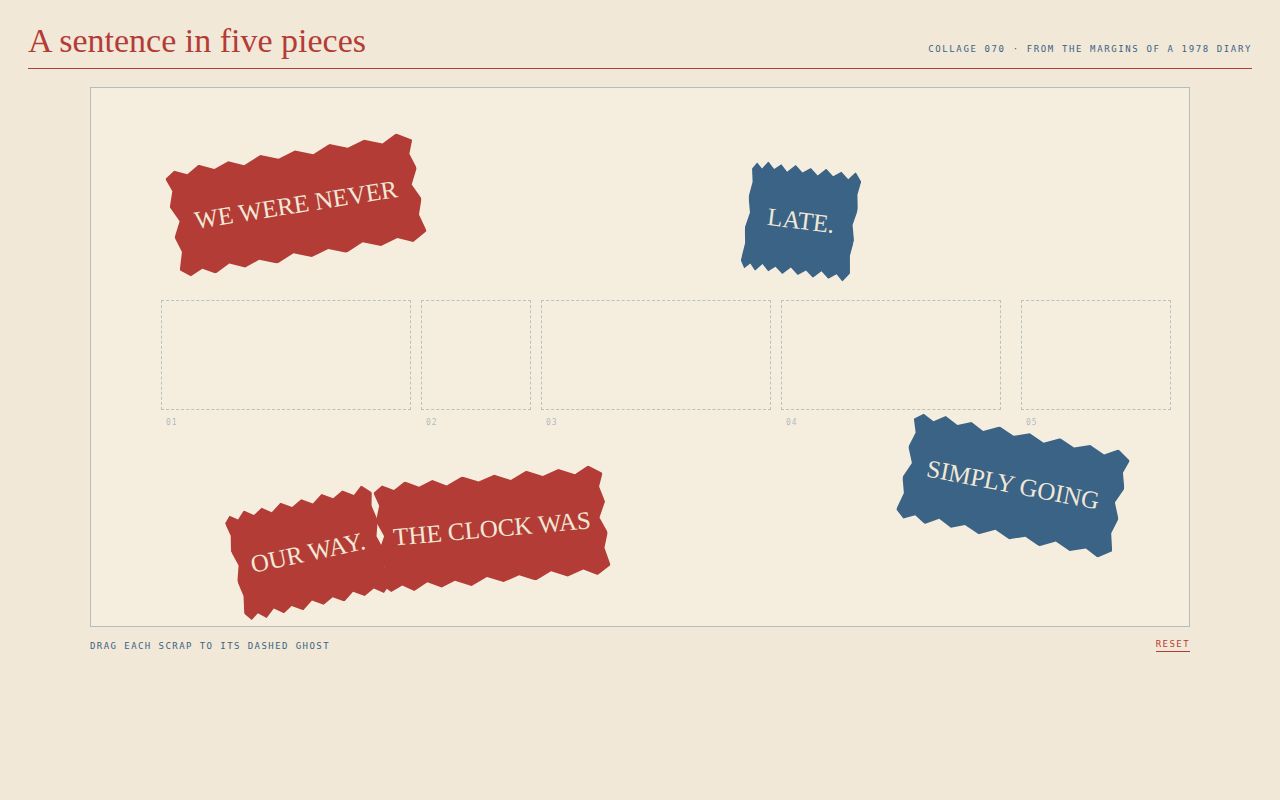 A sentence in five pieces
COLLAGE 070 · FROM THE MARGINS OF A 1978 DIARY
WE WERE NEVER
LATE.
01
02
03
04
05
SIMPLY GOING
OUR WAY.
THE CLOCK WAS
DRAG EACH SCRAP TO ITS DASHED GHOST
RESET